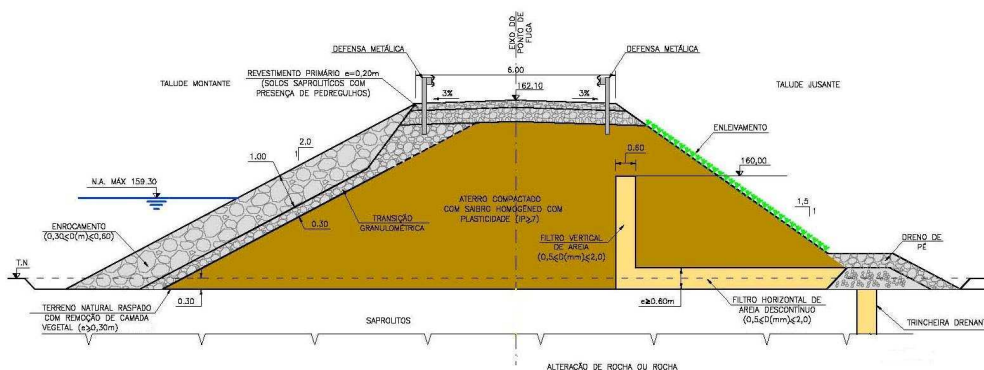 EIXO DO
PONTO DE
FUGA
DEFENSA METÁLICA
DEFENSA METÁLICA
TALUDE MONTANTE
REVESTIMENTO PRIMÁRIO e=0,20m
(SOLOS SAPROLITÍCOS COM
PRESENÇA DE PEDREGULHOS)
6.00
3%
162.10
3%
TALUDE JUSANTE
ENLEIVAMENTO
2.0
1
1.00
0.60
160,00
N.A. MÁX 159.30
ATERRO COMPACTADO
COM SAIBRO HOMOGÊNEO COM
PLASTICIDADE (IP≥7)
1,5
1
0.30
TRANSIÇÃO
GRANULOMÉTRICA
ENROCAMENTO
(0,30≤D(m)≤0,60)
FILTRO VERTICAL
DE AREIA
(0,5≤D(mm)≤2,0)
DRENO DE
PÉ
T.N
0.30
e≥0.60m
TERRENO NATURAL RASPADO
COM REMOÇÃO DE CAMADA
VEGETAL (e≥0,30m)
FILTRO HORIZONTAL DE
AREIA DESCONTÍNUO
(0,5≤D(mm)≤2,0)
SAPROLITOS
TRINCHEIRA DRENANT
ALTERAÇÃO DE ROCHA OU ROCHA